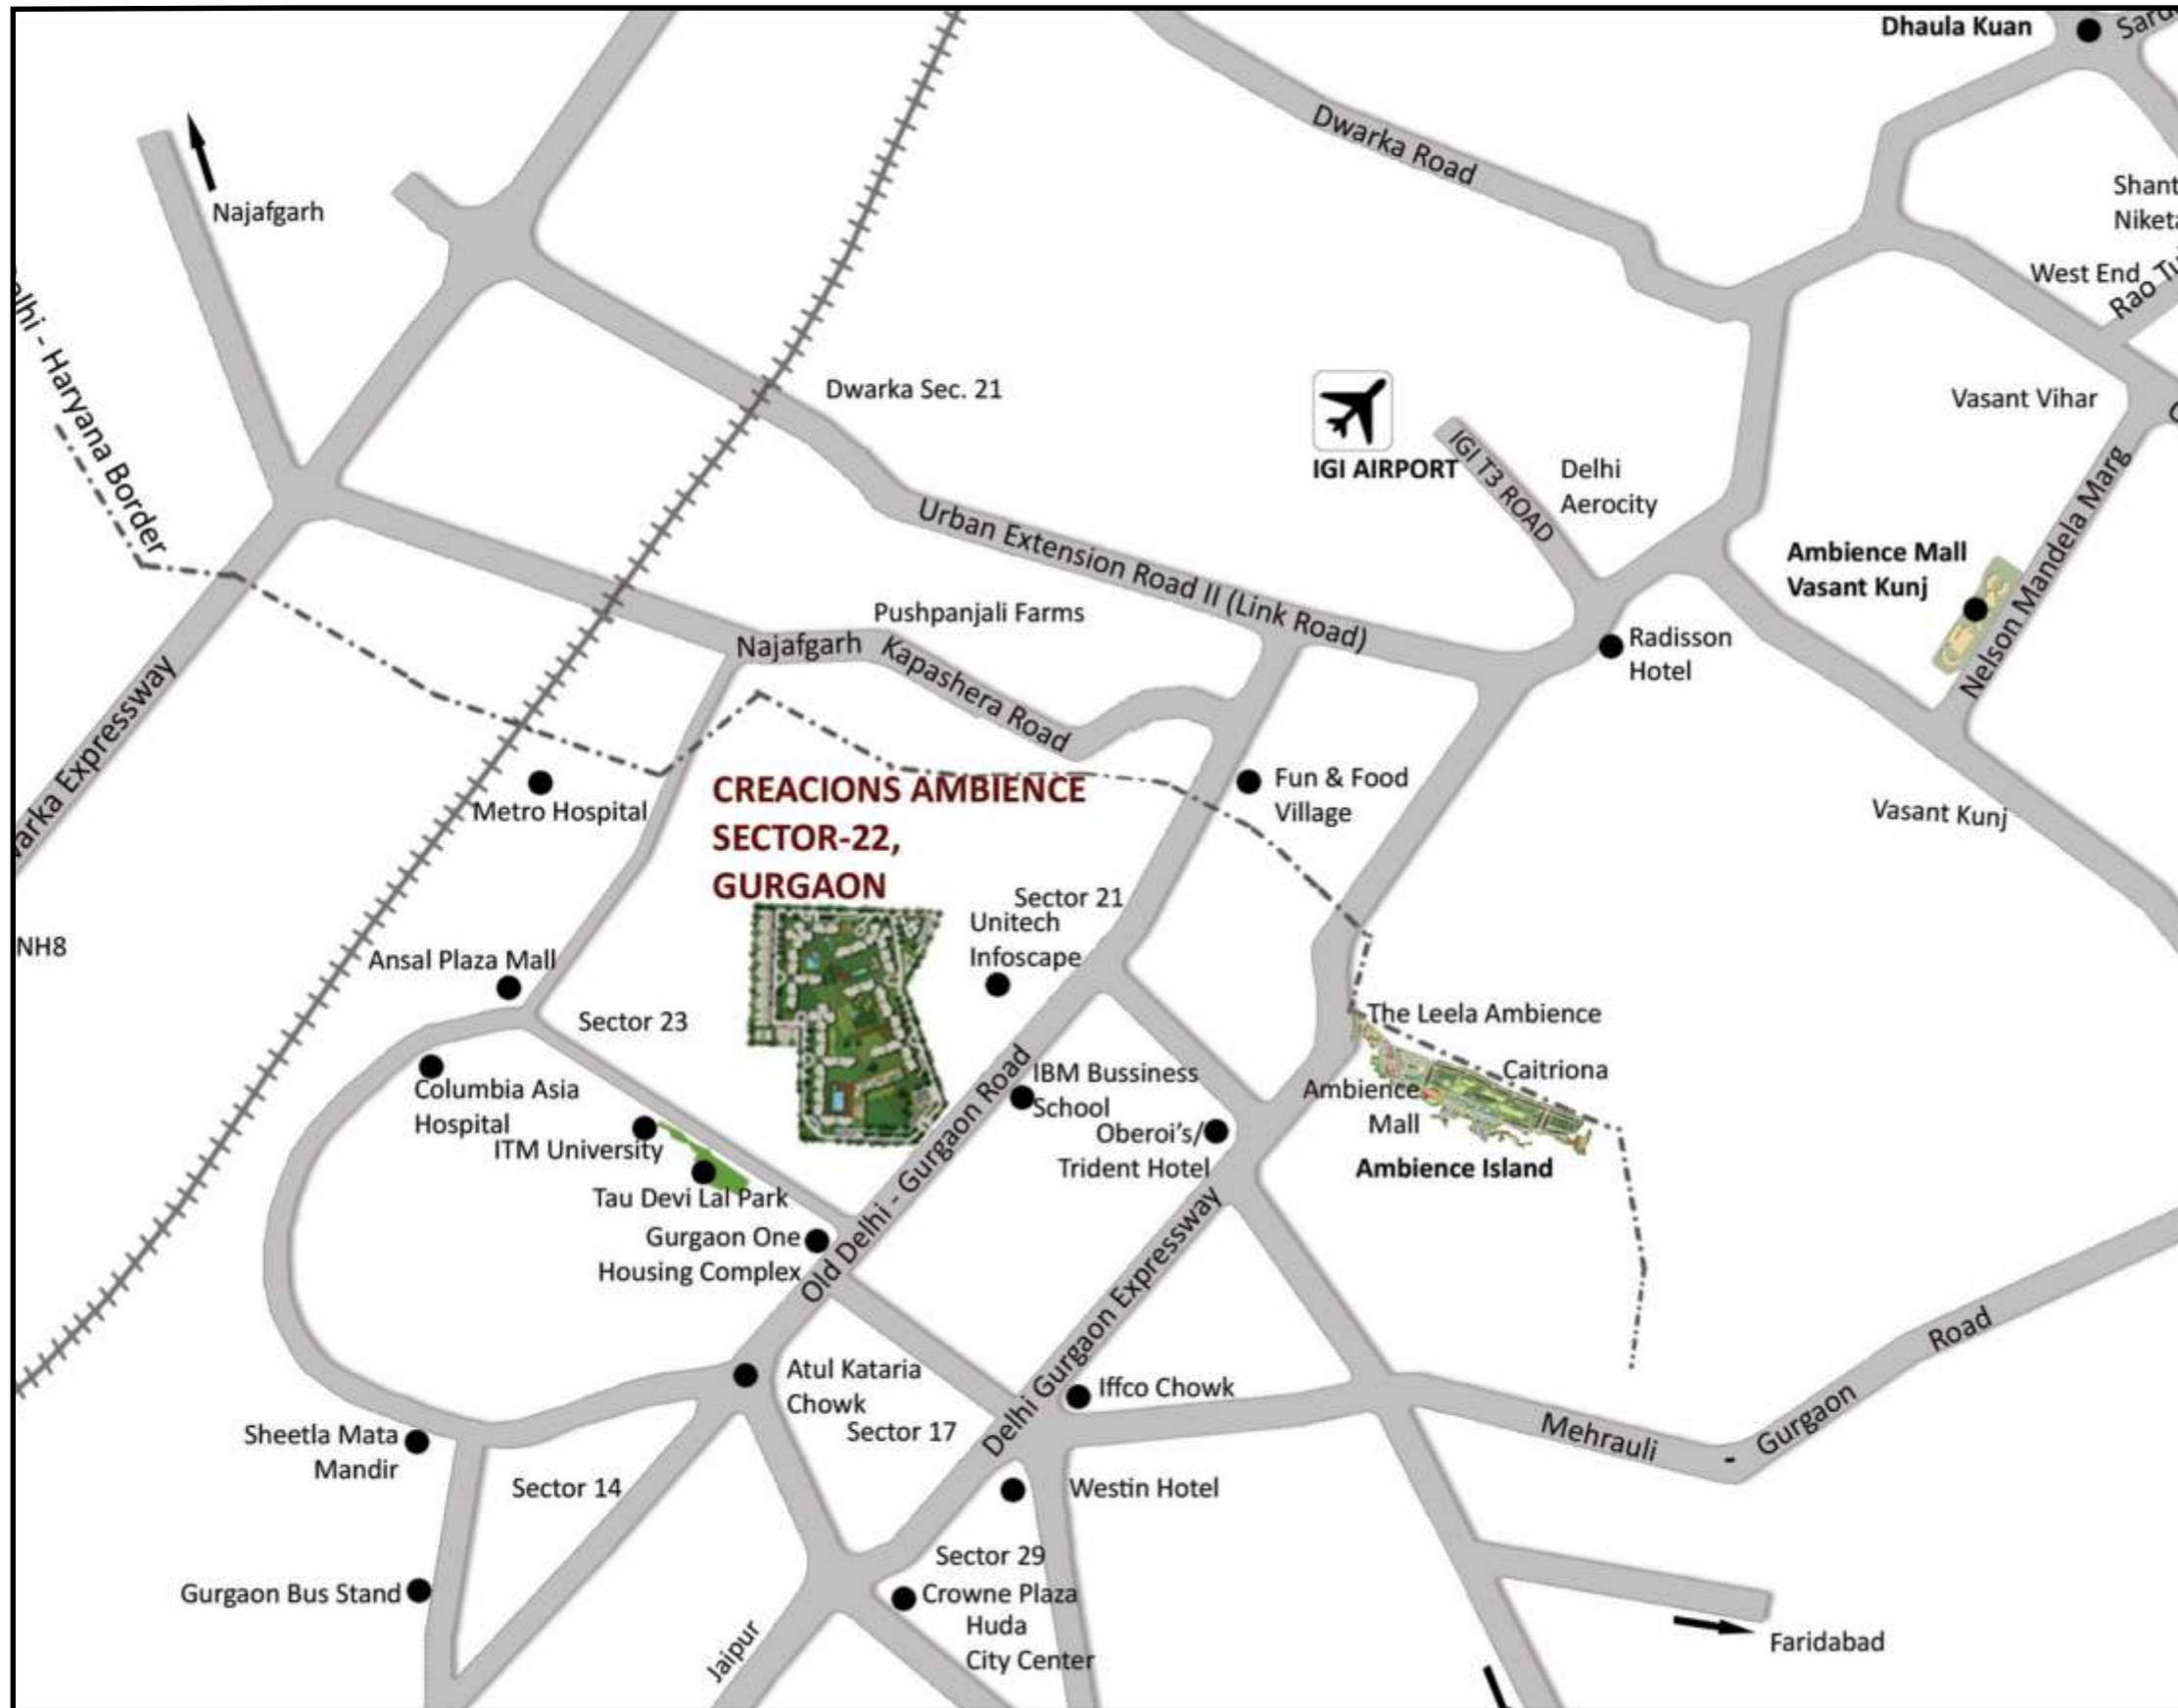 Dhaula Kuan
Dwarka Road
Najafgarh
West End
Dwarka Sec. 21
Vasant Vihar
IGI AIRPORT
IGI T3 ROAD
Delhi
Aerocity
- Haryana Border
Urban Extension Road II (Link Road)
Ambience Mall
Vasant Kunj
Nelson Mandela Marg
Pushpanjali Farms
Najafgarh Kapashera Road
Radisson
Hotel
Expressway
Metro Hospital
CREACIONS AMBIENCE
SECTOR-22,
GURGAON
Fun & Food
Village
Vasant Kunj
Sector 21
Unitech
Infoscape
NH8
Ansal Plaza Mall
Sector 23
The Leela Ambience
Caitriona
Ambience
Mall
Ambience Island
Columbia Asia
Hospital
IBM Bussiness
School
Oberoi's/
Trident Hotel
ITM University
Tau Devi Lal Park
Gurgaon One
Housing Complex
Old Delhi - Gurgaon Road
Delhi Gurgaon Expressway
Atul Kataria
Chowk
Iffco Chowk
Sector 17
Mehrauli - Gurgaon Road
Sheetla Mata
Mandir
Sector 14
Westin Hotel
Sector 29
Gurgaon Bus Stand
Crowne Plaza
Huda
City Center
Jaipur
Faridabad